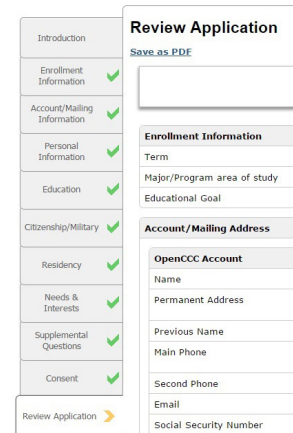 Introduction
Enrollment
Information
Account/Mailing
Information
Personal
Information
Education
Citizenship/Military
Residency
Needs &
Interests
Supplemental
Questions
Consent
Review Application
Review Application
Save as PDF
Enrollment Information
Term
Major/Program area of study
Educational Goal
Account/Mailing Address
OpenCCC Account
Name
Permanent Address
Previous Name
Main Phone
Second Phone
Email
Social Security Number